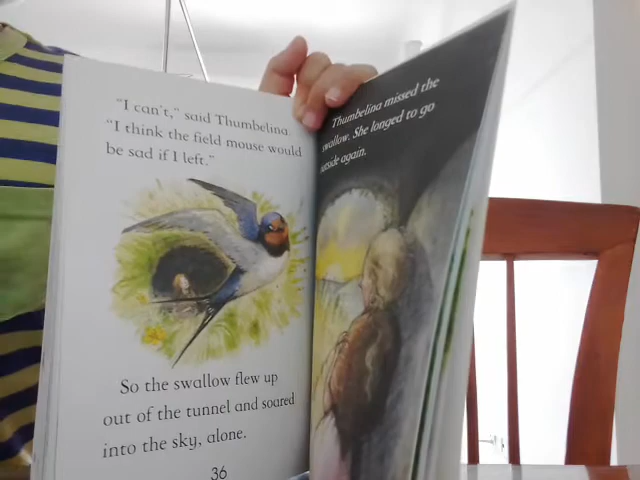 "I can't," said Thumbelina.
"I think the field mouse would
be sad if I left."
So the swallow flew up
out of the tunnel and soared
into the sky, alone.
36
Thumbelina missed the
swallow. She longed to go
outside again.